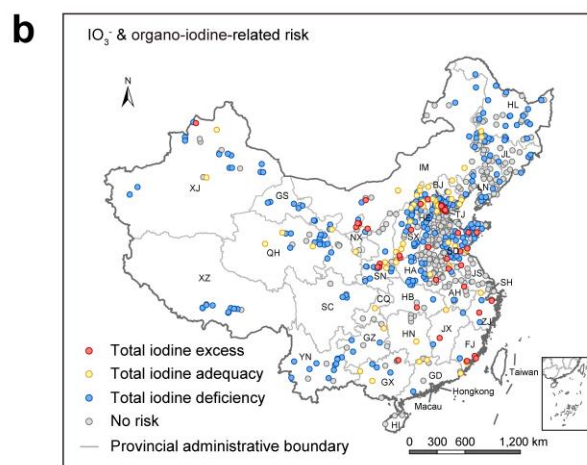 b
IO₃⁻ & organo-iodine-related risk
N
HL
JL
IM
LN
XJ
GS
BJ
TJ
HE
NX
SX
SD
QH
SN
HA
JS
XZ
SH
AH
HB
CQ
SC
ZJ
HN
JX
GZ
FJ
YN
Taiwan
GX
GD
Hongkong
Macau
HL
Total iodine excess
Total iodine adequacy
Total iodine deficiency
No risk
Provincial administrative boundary
0 300 600 1,200 km